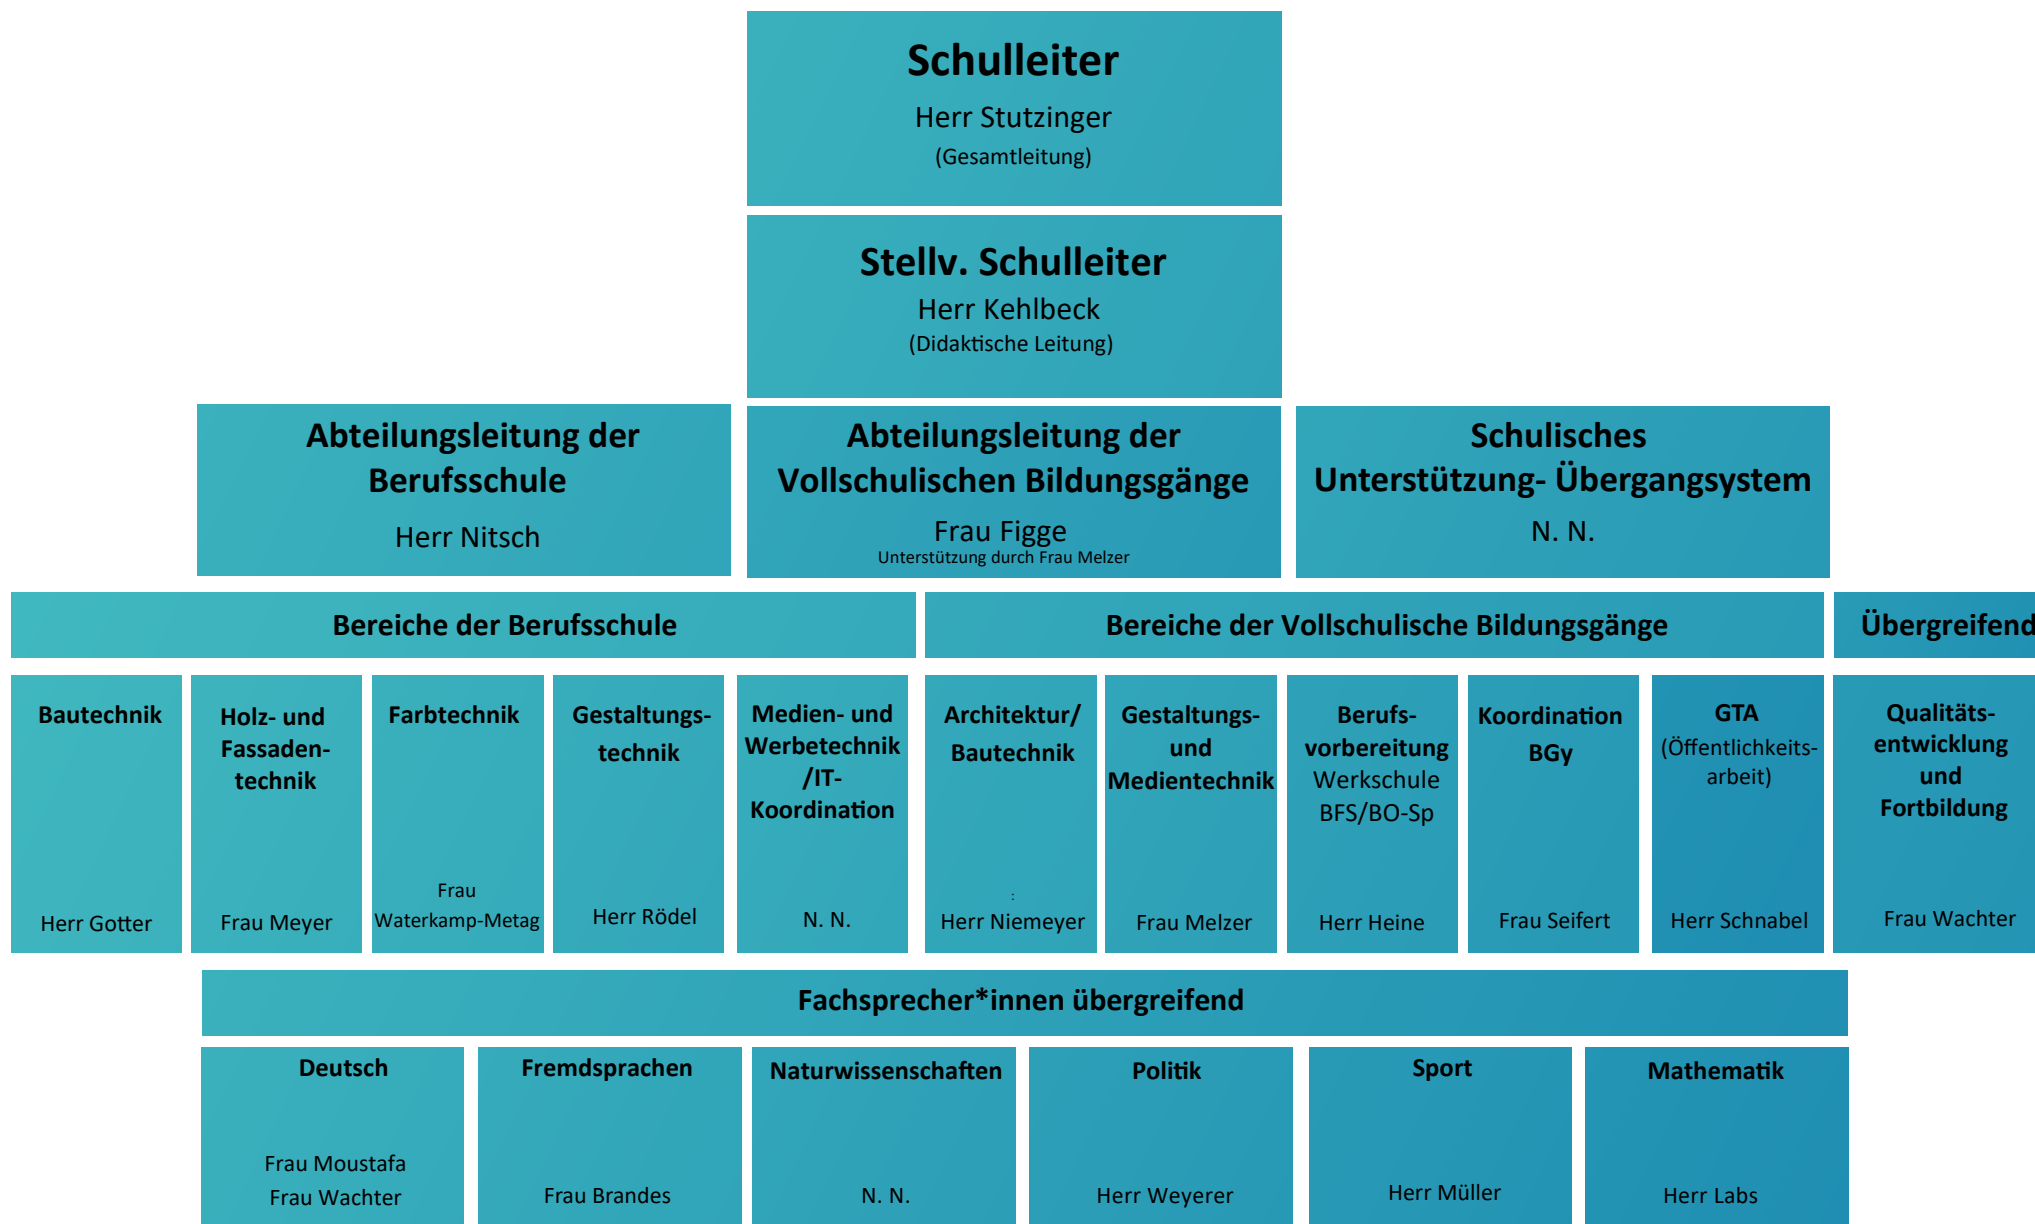 Schulleiter
Herr Stutzinger
(Gesamtleitung)
Stellv. Schulleiter
Herr Kehlbeck
(Didaktische Leitung)
Abteilungsleitung der
Berufsschule
Herr Nitsch
Abteilungsleitung der
Vollschulischen Bildungsgänge
Frau Figge
Unterstützung durch Frau Melzer
Schulisches
Unterstützung- Übergangsystem
N. N.
Bereiche der Berufsschule
Bereiche der Vollschulische Bildungsgänge
Übergreifend
Bautechnik
Herr Gotter
Holz- und
Fassaden-
technik
Frau Meyer
Farbtechnik
Frau
Waterkamp-Metag
Gestaltungs-
technik
Herr Rödel
Medien- und
Werbetechnik
/IT-
Koordination
N. N.
Architektur/
Bautechnik
:
Herr Niemeyer
Gestaltungs-
und
Medientechnik
Frau Melzer
Berufs-
vorbereitung
Werkschule
BFS/BO-Sp
Herr Heine
Koordination
BGy
Frau Seifert
GTA
(Öffentlichkeits-
arbeit)
Herr Schnabel
Qualitäts-
entwicklung
und
Fortbildung
Frau Wachter
Fachsprecher*innen übergreifend
Deutsch
Frau Moustafa
Frau Wachter
Fremdsprachen
Frau Brandes
Naturwissenschaften
N. N.
Politik
Herr Weyerer
Sport
Herr Müller
Mathematik
Herr Labs